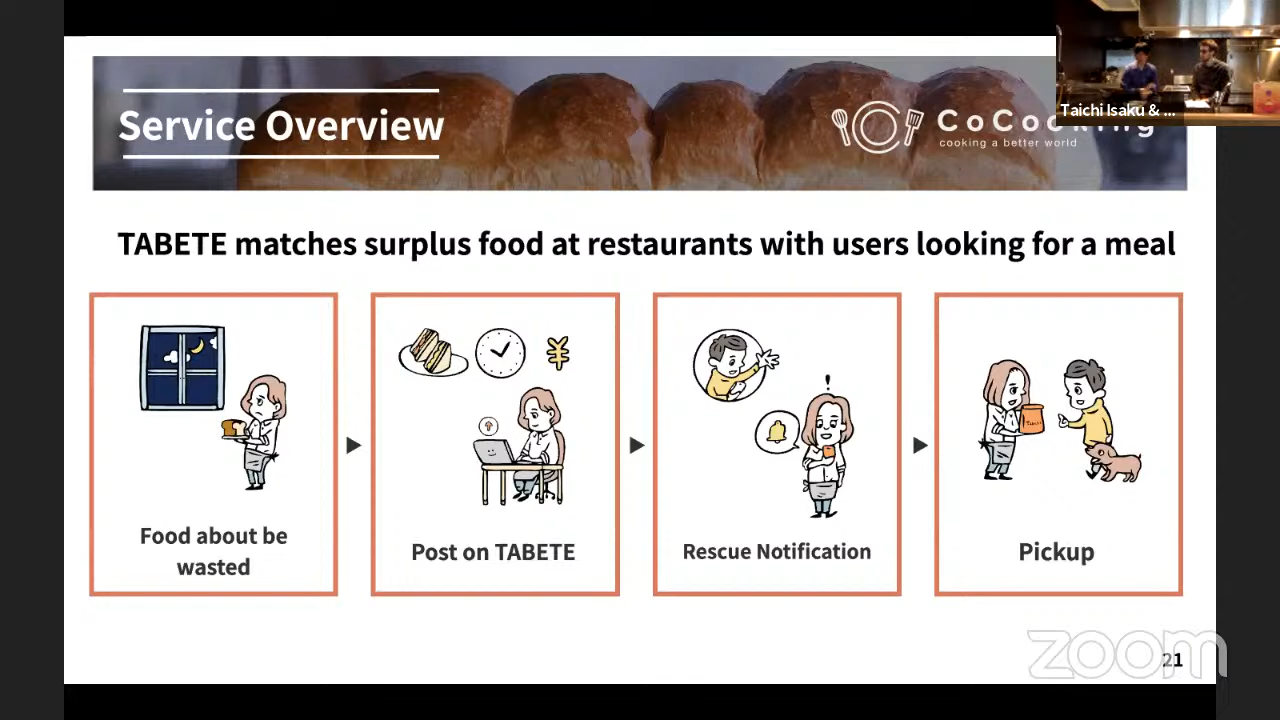 Taichi Isaku & ...
Service Overview
CoCooking
cooking a better world
TABETE matches surplus food at restaurants with users looking for a meal
¥
!
Food about be
wasted
Post on TABETE
Rescue Notification
Pickup
zoom
21